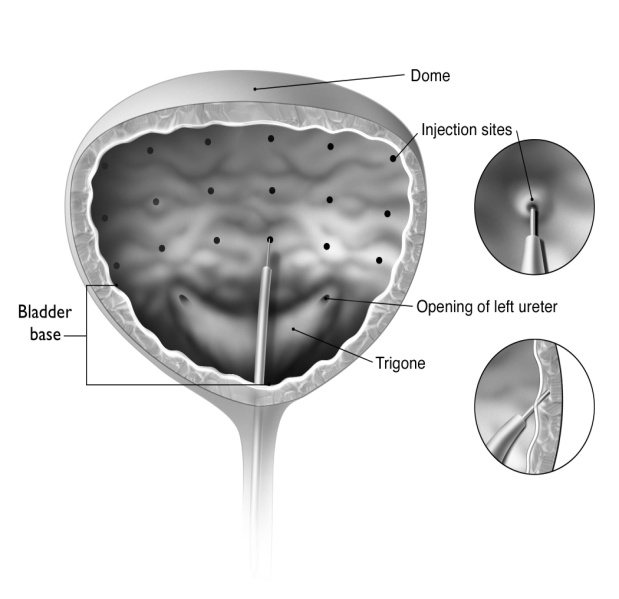 Dome
Injection sites
Opening of left ureter
Bladder
base
Trigone